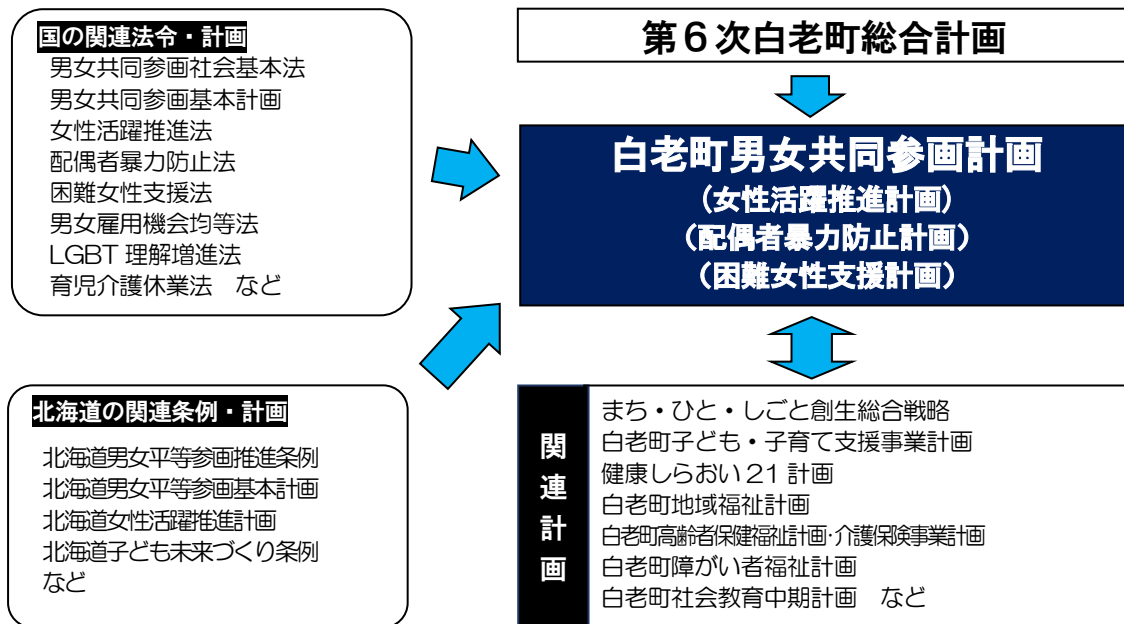 国の関連法令・計画
男女共同参画社会基本法
男女共同参画基本計画
女性活躍推進法
配偶者暴力防止法
困難女性支援法
男女雇用機会均等法
LGBT 理解増進法
育児介護休業法　など
北海道の関連条例・計画
北海道男女平等参画推進条例
北海道男女平等参画基本計画
北海道女性活躍推進計画
北海道子ども未来づくり条例
など
第６次白老町総合計画
白老町男女共同参画計画
(女性活躍推進計画)
（配偶者暴力防止計画）
（困難女性支援計画）
関連計画
まち・ひと・しごと創生総合戦略
白老町子ども・子育て支援事業計画
健康しらおい 21 計画
白老町地域福祉計画
白老町高齢者保健福祉計画・介護保険事業計画
白老町障がい者福祉計画
白老町社会教育中期計画　など